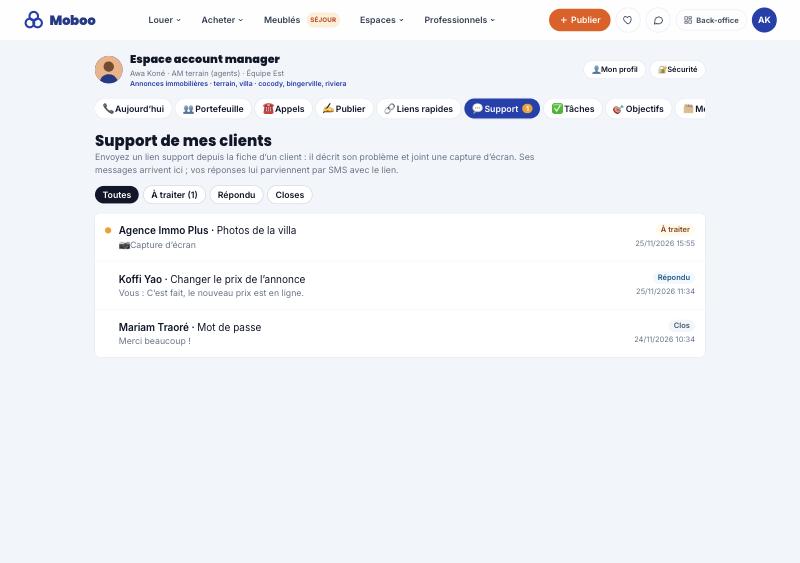 Moboo
Louer
Acheter
Meublés SÉJOUR
Espaces
Professionnels
+ Publier
Back-office
AK
Espace account manager
Awa Koné · AM terrain (agents) · Équipe Est
Annonces immobilières · terrain, villa · cocody, bingerville, riviera
Mon profil
Sécurité
Aujourd'hui
Portefeuille
Appels
Publier
Liens rapides
Support 1
Tâches
Objectifs
Support de mes clients
Envoyez un lien support depuis la fiche d'un client : il décrit son problème et joint une capture d'écran. Ses
messages arrivent ici ; vos réponses lui parviennent par SMS avec le lien.
Toutes
À traiter (1)
Répondu
Closes
Agence Immo Plus · Photos de la villa
À traiter
Capture d'écran
25/11/2026 15:55
Koffi Yao · Changer le prix de l'annonce
Répondu
Vous : C'est fait, le nouveau prix est en ligne.
25/11/2026 11:34
Mariam Traoré · Mot de passe
Clos
Merci beaucoup !
24/11/2026 10:34